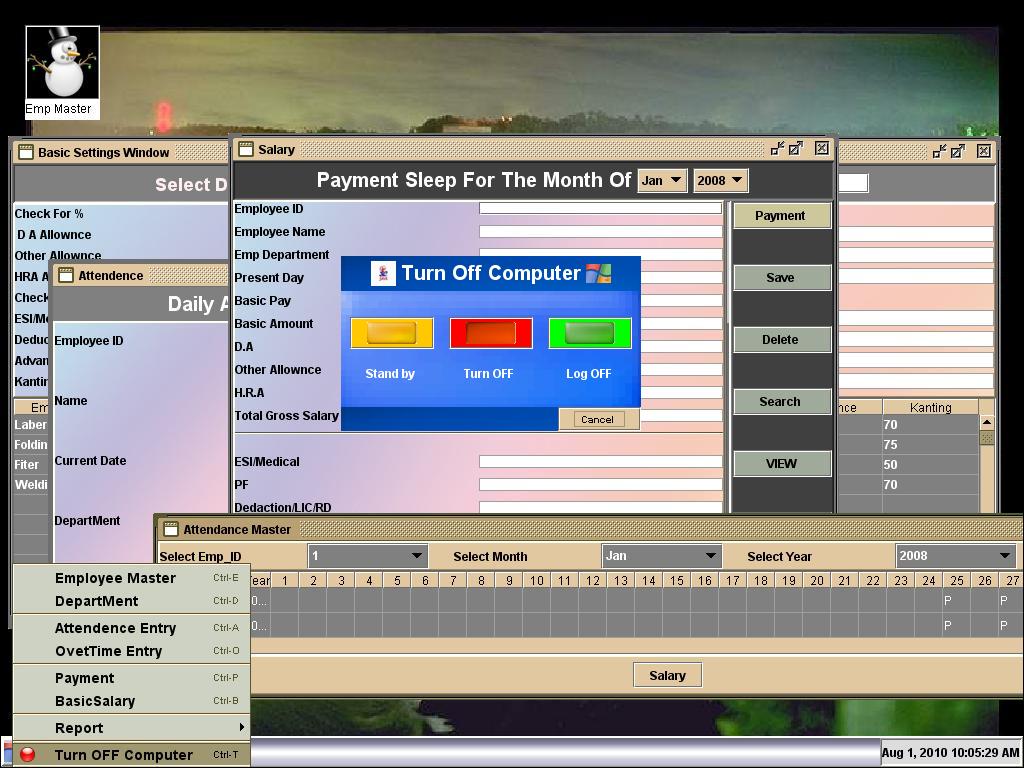 Emp Master
Basic Settings Window
Select D
Check For %
D A Allownce
Other Allownce
HRA A
Check
ESI/Me
Deduc
Advan
Kantin
Em
Laber
Foldin
Fiter
Weldi
nce Kanting
70
75
50
70
Attendence
Daily A
Employee ID
Name
Current Date
DepartMent
Salary
Payment Sleep For The Month Of Jan 2008
Employee ID
Employee Name
Emp Department
Present Day
Basic Pay
Basic Amount
D.A
Other Allownce
H.R.A
Total Gross Salary
ESI/Medical
PF
Dedaction/LIC/RD
Payment
Save
Delete
Search
VIEW
Turn Off Computer
Stand by Turn OFF Log OFF
Cancel
Attendance Master
Select Emp_ID 1 Select Month Jan Select Year 2008
Year 1 2 3 4 5 6 7 8 9 10 11 12 13 14 15 16 17 18 19 20 21 22 23 24 25 26 27
0... P P
0... P P
Salary
Employee Master Ctrl-E
DepartMent Ctrl-D
Attendence Entry Ctrl-A
OvetTime Entry Ctrl-O
Payment Ctrl-P
BasicSalary Ctrl-B
Report
Turn OFF Computer Ctrl-T
Aug 1, 2010 10:05:29 AM